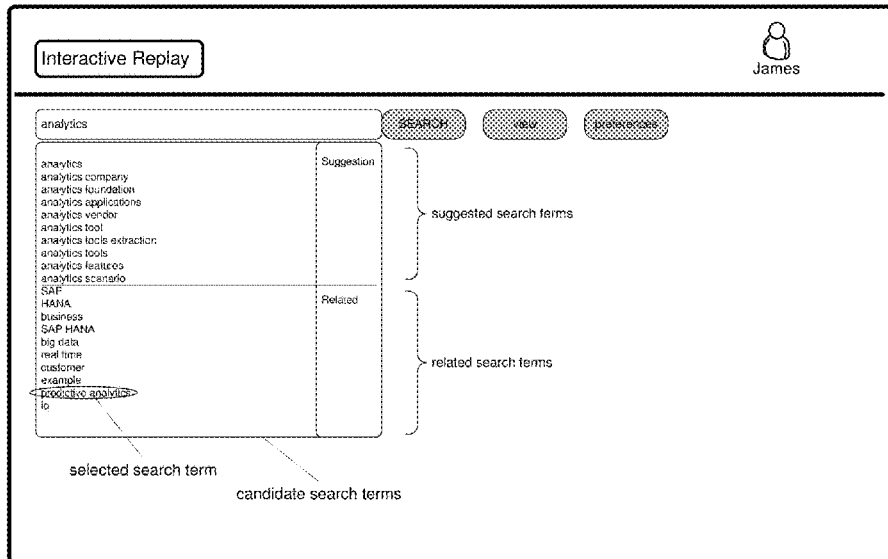 Interactive Replay
James
analytics
SEARCH
preferences
analytics
Suggestion
analytics company
analytics foundation
analytics applications
analytics vendor
analytics tool
analytics tools extraction
analytics tools
analytics features
analytics scenario
suggested search terms
SAP
Related
HANA
business
SAP HANA
big data
real time
customer
example
predictive analytics
related search terms
selected search term
candidate search terms